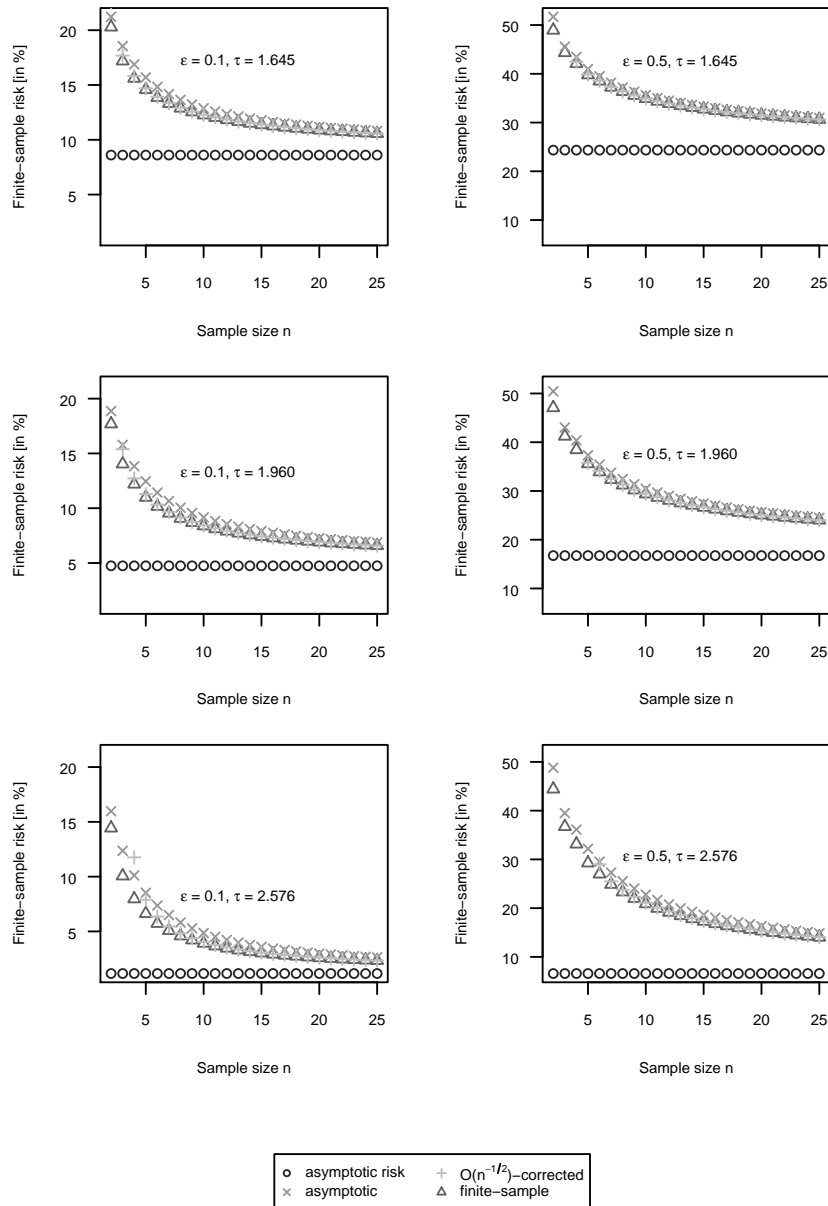 Finite−sample risk [in %]
20
15
10
5
ε = 0.1, τ = 1.645
5 10 15 20 25
Sample size n
Finite−sample risk [in %]
50
40
30
20
10
ε = 0.5, τ = 1.645
5 10 15 20 25
Sample size n
Finite−sample risk [in %]
20
15
10
5
ε = 0.1, τ = 1.960
5 10 15 20 25
Sample size n
Finite−sample risk [in %]
50
40
30
20
10
ε = 0.5, τ = 1.960
5 10 15 20 25
Sample size n
Finite−sample risk [in %]
20
15
10
5
ε = 0.1, τ = 2.576
5 10 15 20 25
Sample size n
Finite−sample risk [in %]
50
40
30
20
10
ε = 0.5, τ = 2.576
5 10 15 20 25
Sample size n
asymptotic risk
asymptotic
O(n⁻¹ᐟ²)−corrected
finite−sample